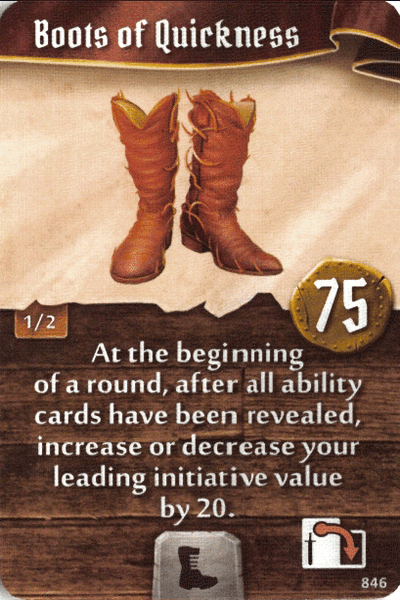 Boots of Quickness
75
1/2
At the beginning
of a round, after all ability
cards have been revealed,
increase or decrease your
leading initiative value
by 20.
846